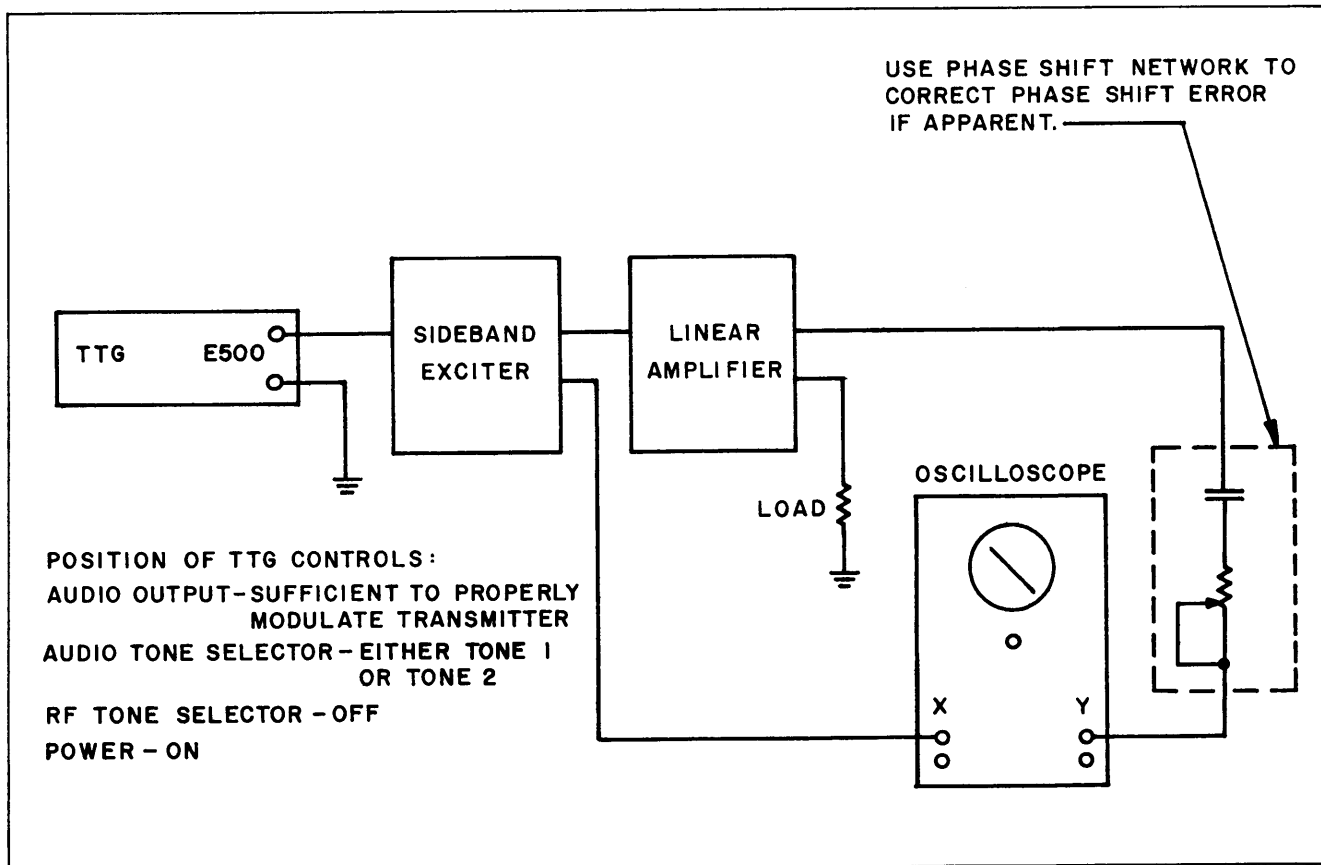 USE PHASE SHIFT NETWORK TO
CORRECT PHASE SHIFT ERROR
IF APPARENT.
TTG E500
SIDEBAND
EXCITER
LINEAR
AMPLIFIER
LOAD
OSCILLOSCOPE
X Y
POSITION OF TTG CONTROLS:
AUDIO OUTPUT-SUFFICIENT TO PROPERLY
MODULATE TRANSMITTER
AUDIO TONE SELECTOR-EITHER TONE 1
OR TONE 2
RF TONE SELECTOR-OFF
POWER-ON